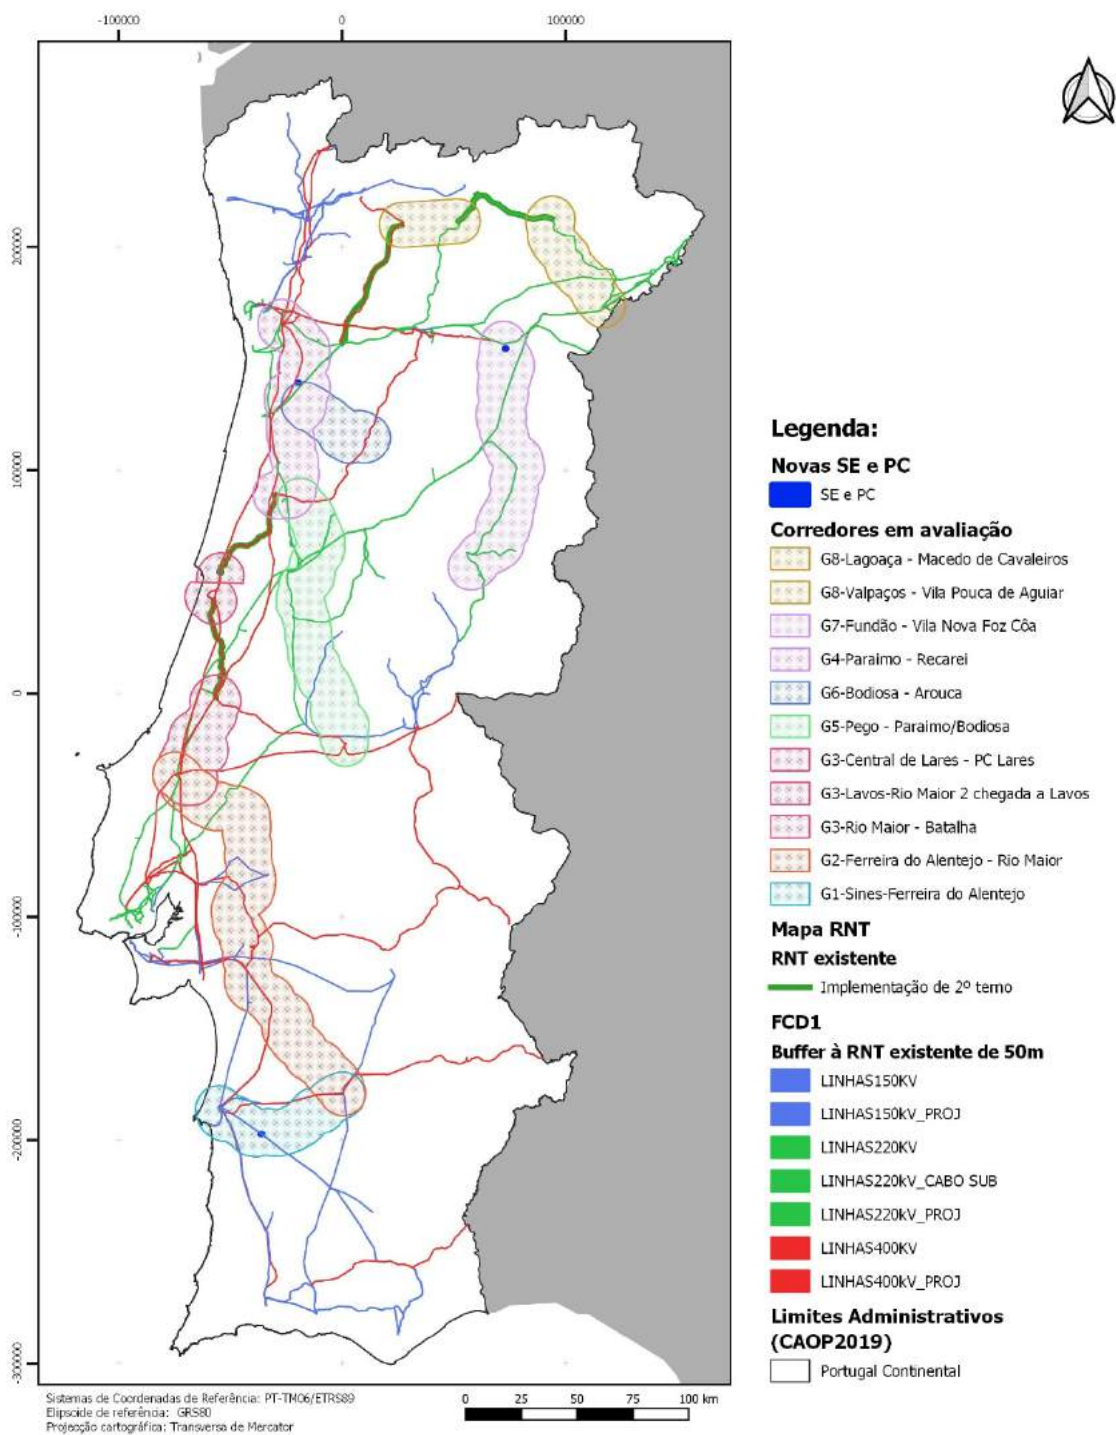 -100000
0
100000
200000
100000
0
-100000
-200000
-300000
Legenda:
Novas SE e PC
SE e PC
Corredores em avaliação
G8-Lagoaça - Macedo de Cavaleiros
G8-Valpaços - Vila Pouca de Aguiar
G7-Fundão - Vila Nova Foz Côa
G4-Paraimo - Recarei
G6-Bodiosa - Arouca
G5-Pego - Paraimo/Bodiosa
G3-Central de Lares - PC Lares
G3-Lavos-Rio Maior 2 chegada a Lavos
G3-Rio Maior - Batalha
G2-Ferreira do Alentejo - Rio Maior
G1-Sines-Ferreira do Alentejo
Mapa RNT
RNT existente
Implementação de 2º terno
FCD1
Buffer à RNT existente de 50m
LINHAS150KV
LINHAS150kV_PROJ
LINHAS220KV
LINHAS220kV_CABO SUB
LINHAS220kV_PROJ
LINHAS400KV
LINHAS400kV_PROJ
Limites Administrativos
(CAOP2019)
Portugal Continental
Sistemas de Coordenadas de Referência: PT-TM06/ETRS89
Elipsoide de referência: GRS80
Projecção cartográfica: Transversa de Mercator
0 25 50 75 100 km